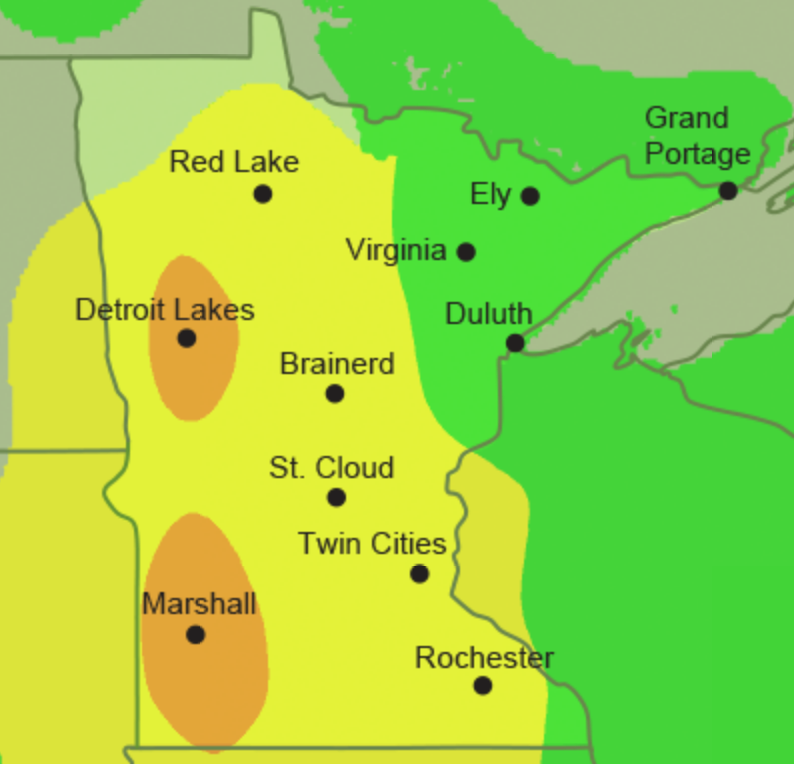 Grand
Portage
Red Lake
Ely
Virginia
Detroit Lakes
Duluth
Brainerd
St. Cloud
Twin Cities
Marshall
Rochester